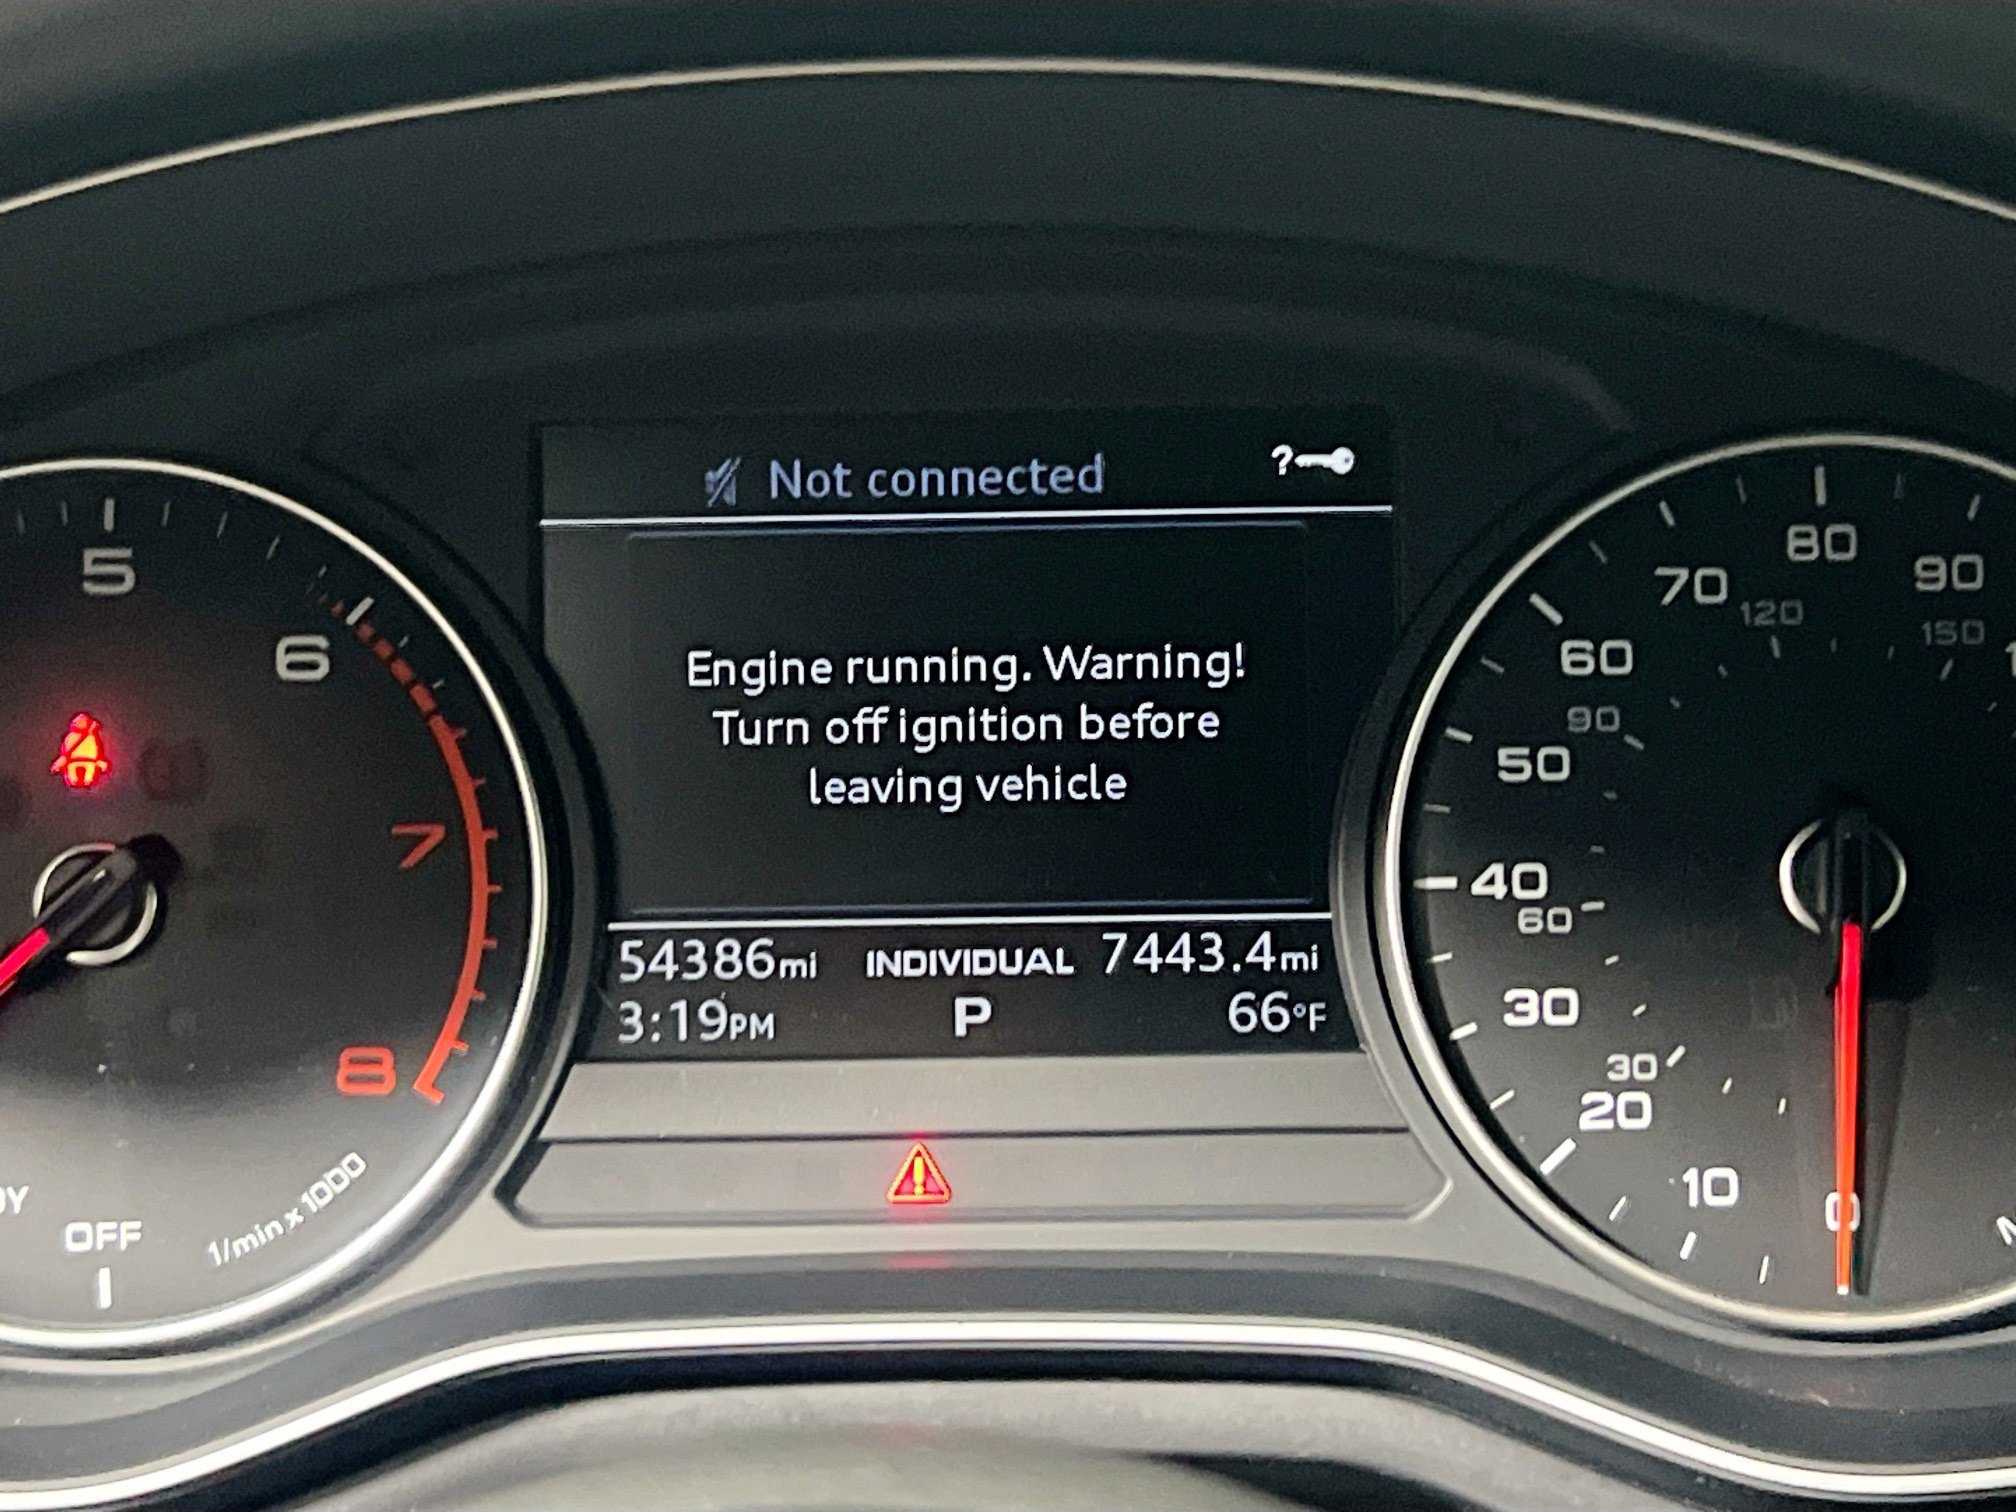 Not connected
?
Engine running. Warning!
Turn off ignition before
leaving vehicle
54386mi INDIVIDUAL 7443.4mi
3:19PM P 66°F
5
6
7
8
1/min x 1000
OFF
80
70
90
120
150
60
90
50
40
60
30
30
20
10
0